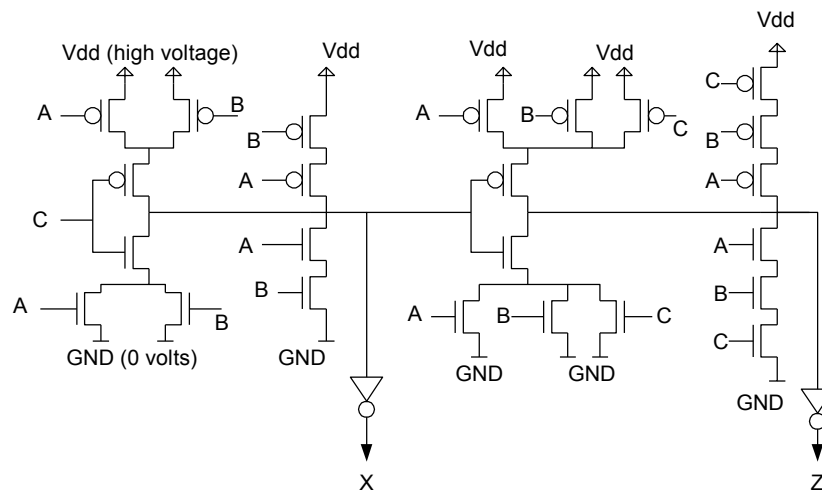 Vdd
Vdd (high voltage) Vdd Vdd Vdd
C
A B A B C B
B
A A
C
A A
B B
A B A B C C
GND (0 volts) GND
GND GND
GND
X Z